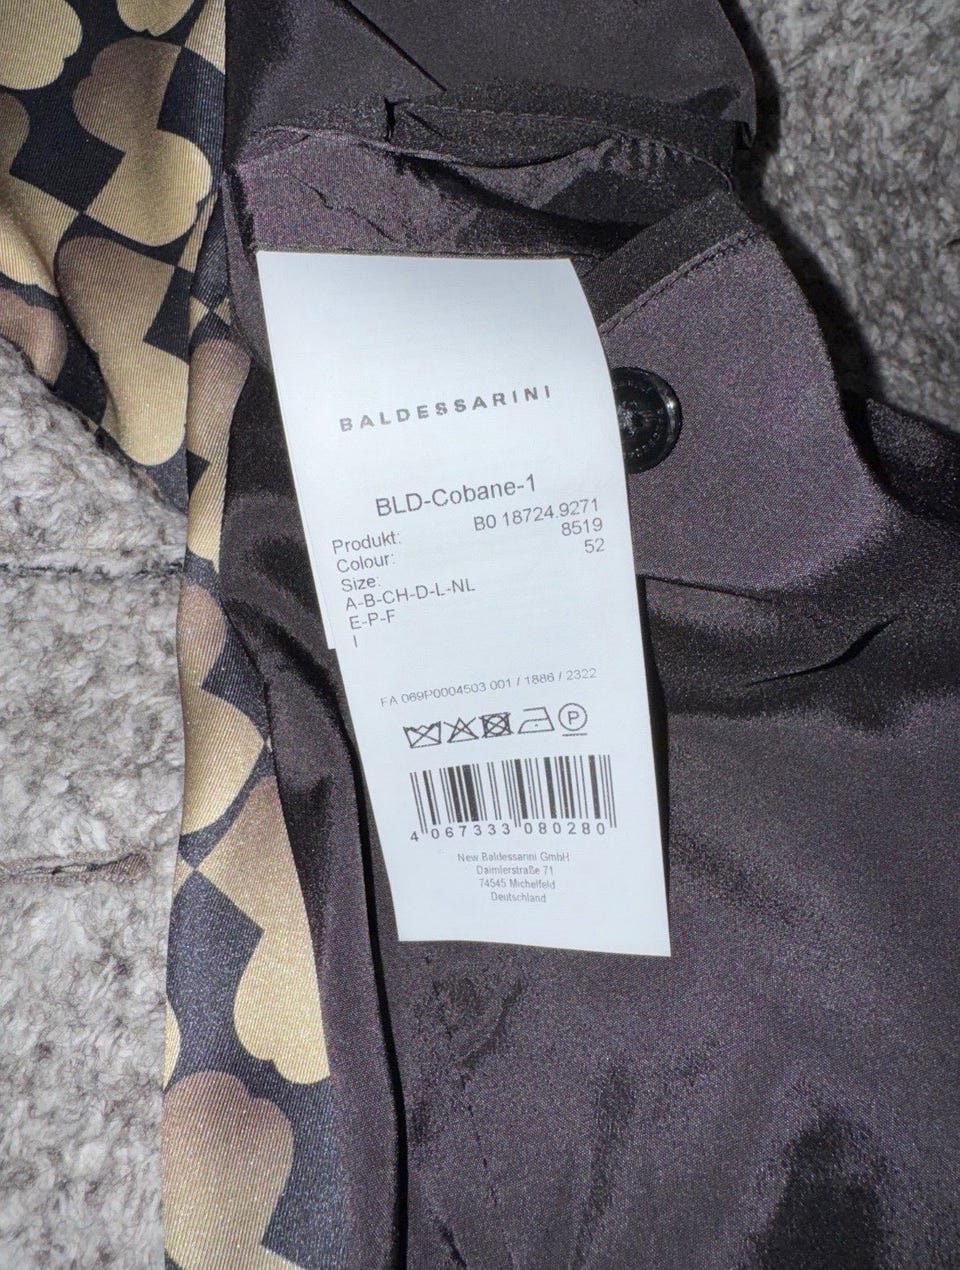 BALDESSARINI
BLD-Cobane-1
Produkt: B0 18724.9271
Colour: 8519
Size: 52
A-B-CH-D-L-NL
E-P-F
I
FA 069P0004503 001 / 1886 / 2322
P
4 067333 080280
New Baldessarini GmbH
Daimlerstraße 71
74545 Michelfeld
Deutschland